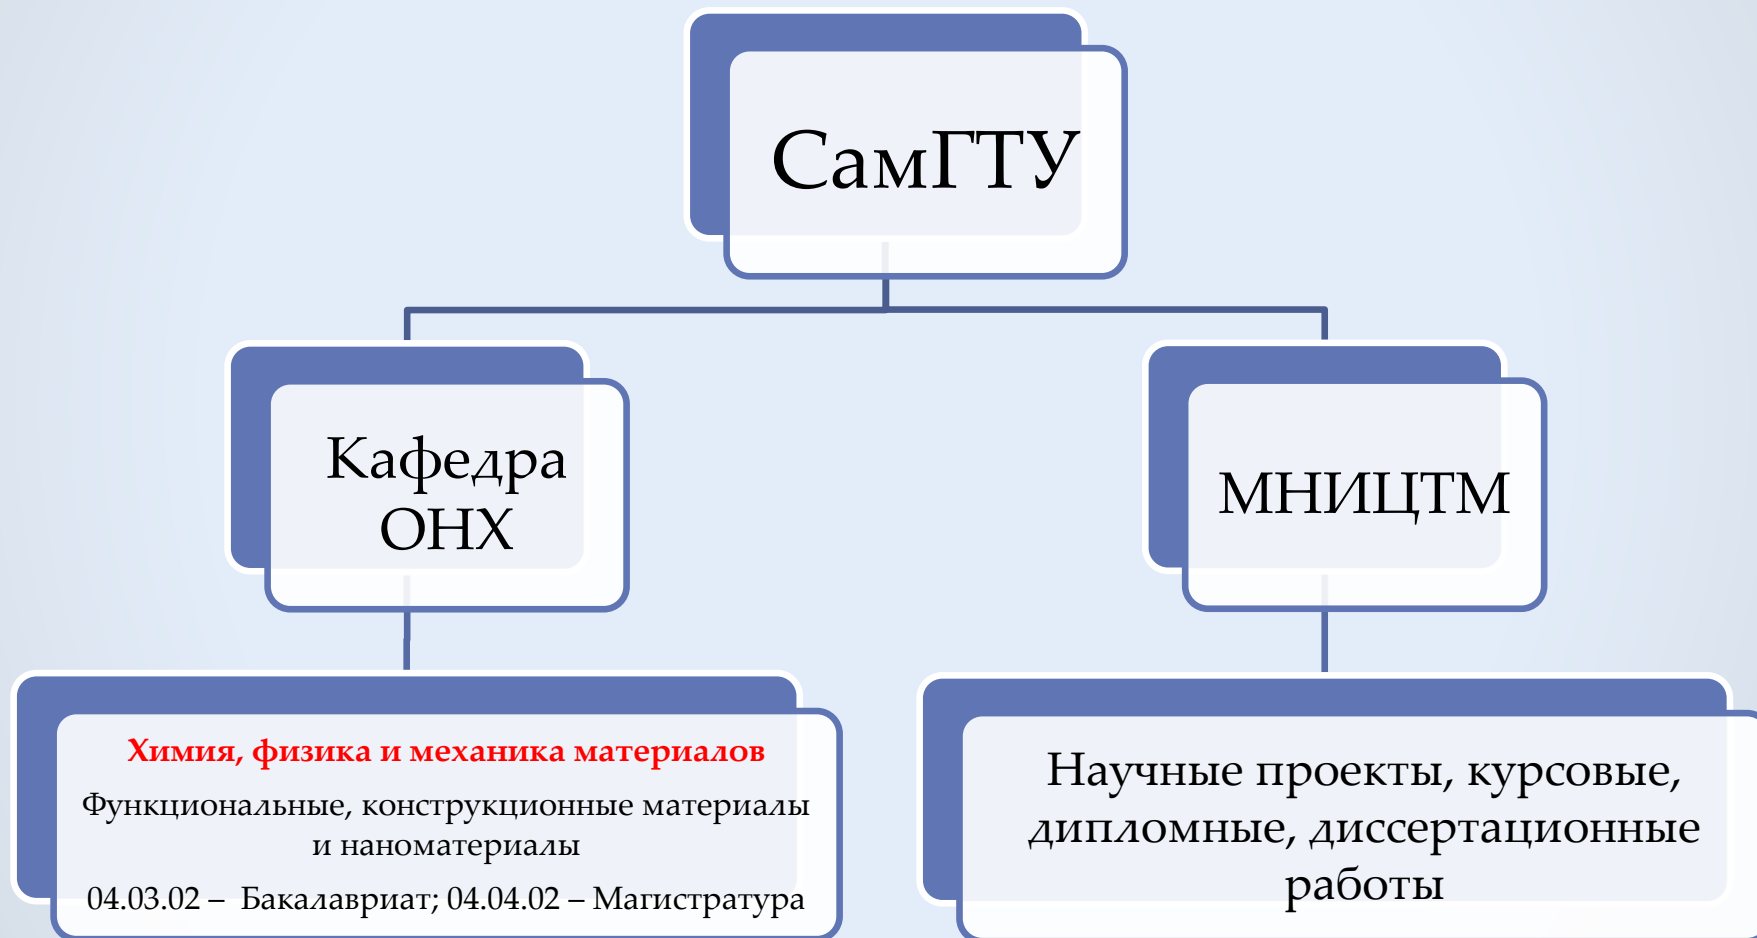 СамГТУ
Кафедра
ОНХ
МНИЦТМ
Химия, физика и механика материалов
Функциональные, конструкционные материалы
и наноматериалы
04.03.02 – Бакалавриат; 04.04.02 – Магистратура
Научные проекты, курсовые,
дипломные, диссертационные
работы